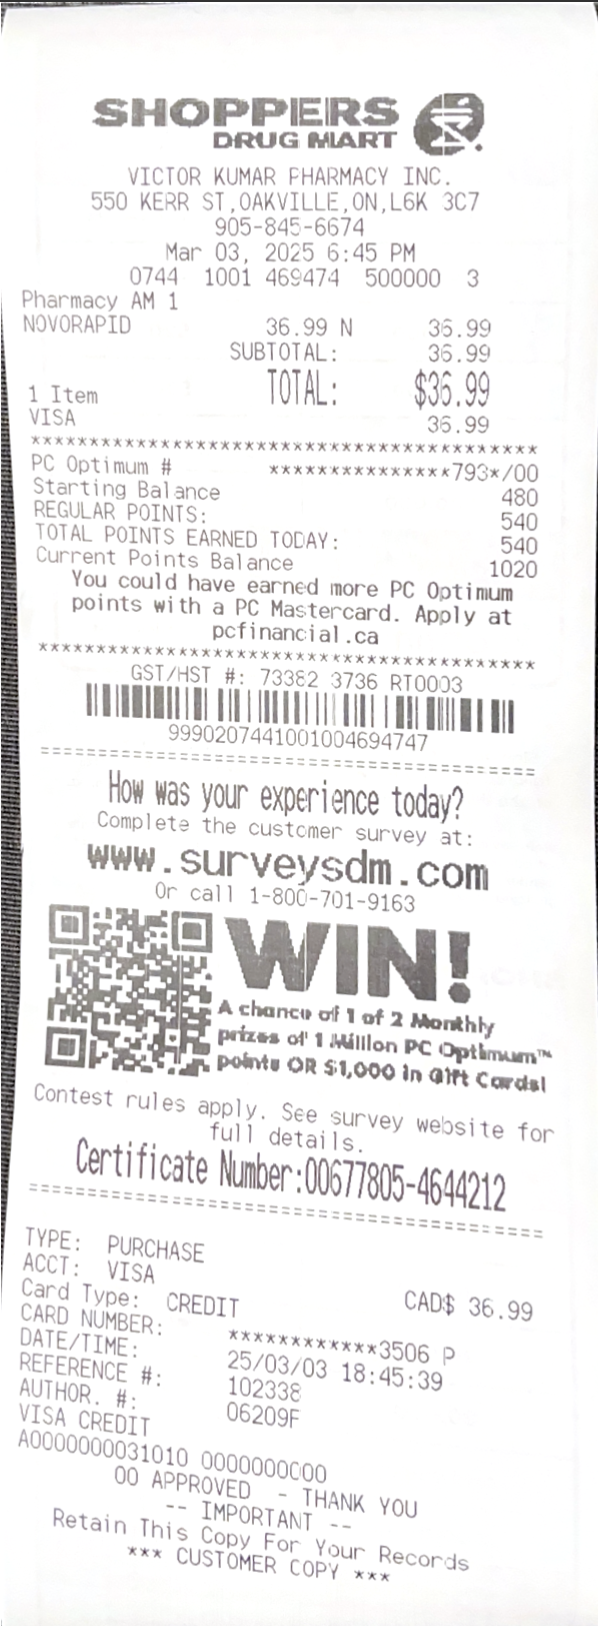 SHOPPERS
DRUG MART
VICTOR KUMAR PHARMACY INC.
550 KERR ST,OAKVILLE,ON,L6K 3C7
905-845-6674
Mar 03, 2025 6:45 PM
0744 1001 469474 500000 3
Pharmacy AM 1
NOVORAPID 36.99 N 36.99
SUBTOTAL: 36.99
1 Item TOTAL: $36.99
VISA 36.99
*******************************************
PC Optimum # ***************793*/00
Starting Balance 480
REGULAR POINTS: 540
TOTAL POINTS EARNED TODAY: 540
Current Points Balance 1020
You could have earned more PC Optimum
points with a PC Mastercard. Apply at
pcfinancial.ca
*******************************************
GST/HST #: 73382 3736 RT0003
9990207441001004694747
===========================================
How was your experience today?
Complete the customer survey at:
www.surveysdm.com
Or call 1-800-701-9163
WIN!
A chance of 1 of 2 Monthly
prizes of 1 Million PC Optimum™
points OR $1,000 in Gift Cards!
Contest rules apply. See survey website for
full details.
Certificate Number:00677805-4644212
===========================================
TYPE: PURCHASE
ACCT: VISA
Card Type: CREDIT CAD$ 36.99
CARD NUMBER: ************3506 P
DATE/TIME: 25/03/03 18:45:39
REFERENCE #: 102338
AUTHOR. #: 06209F
VISA CREDIT
A0000000031010 0000000000
00 APPROVED - THANK YOU
-- IMPORTANT --
Retain This Copy For Your Records
*** CUSTOMER COPY ***